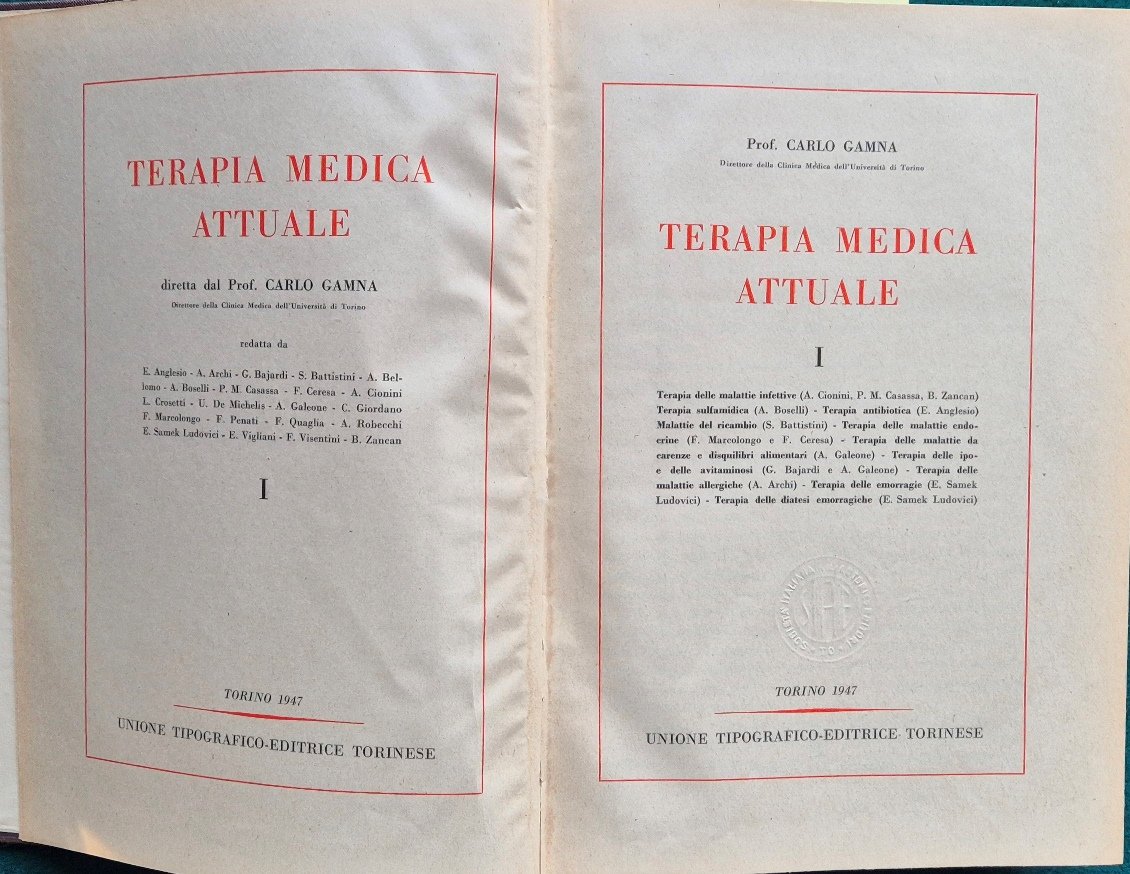 TERAPIA MEDICA
ATTUALE
diretta dal Prof. CARLO GAMNA
Direttore della Clinica Medica dell'Università di Torino
redatta da
E. Anglesio - A. Archi - G. Bajardi - S. Battistini - A. Bel-
lomo - A. Boselli - P. M. Casassa - F. Ceresa - A. Cionini
L. Crosetti - U. De Michelis - A. Galeone - C. Giordano
F. Marcolongo - F. Penati - F. Quaglia - A. Robecchi
E. Samek Ludovici - E. Vigliani - F. Visentini - B. Zancan
I
TORINO 1947
UNIONE TIPOGRAFICO-EDITRICE TORINESE
Prof. CARLO GAMNA
Direttore della Clinica Medica dell'Università di Torino
TERAPIA MEDICA
ATTUALE
I
Terapia delle malattie infettive (A. Cionini, P. M. Casassa, B. Zancan)
Terapia sulfamidica (A. Boselli) - Terapia antibiotica (E. Anglesio)
Malattie del ricambio (S. Battistini) - Terapia delle malattie endo-
crine (F. Marcolongo e F. Ceresa) - Terapia delle malattie da
carenze e disquilibri alimentari (A. Galeone) - Terapia delle ipo-
e delle avitaminosi (G. Bajardi e A. Galeone) - Terapia delle
malattie allergiche (A. Archi) - Terapia delle emorragie (E. Samek
Ludovici) - Terapia delle diatesi emorragiche (E. Samek Ludovici)
SOCIETÀ ITALIANA
TO
TORINO 1947
UNIONE TIPOGRAFICO-EDITRICE TORINESE